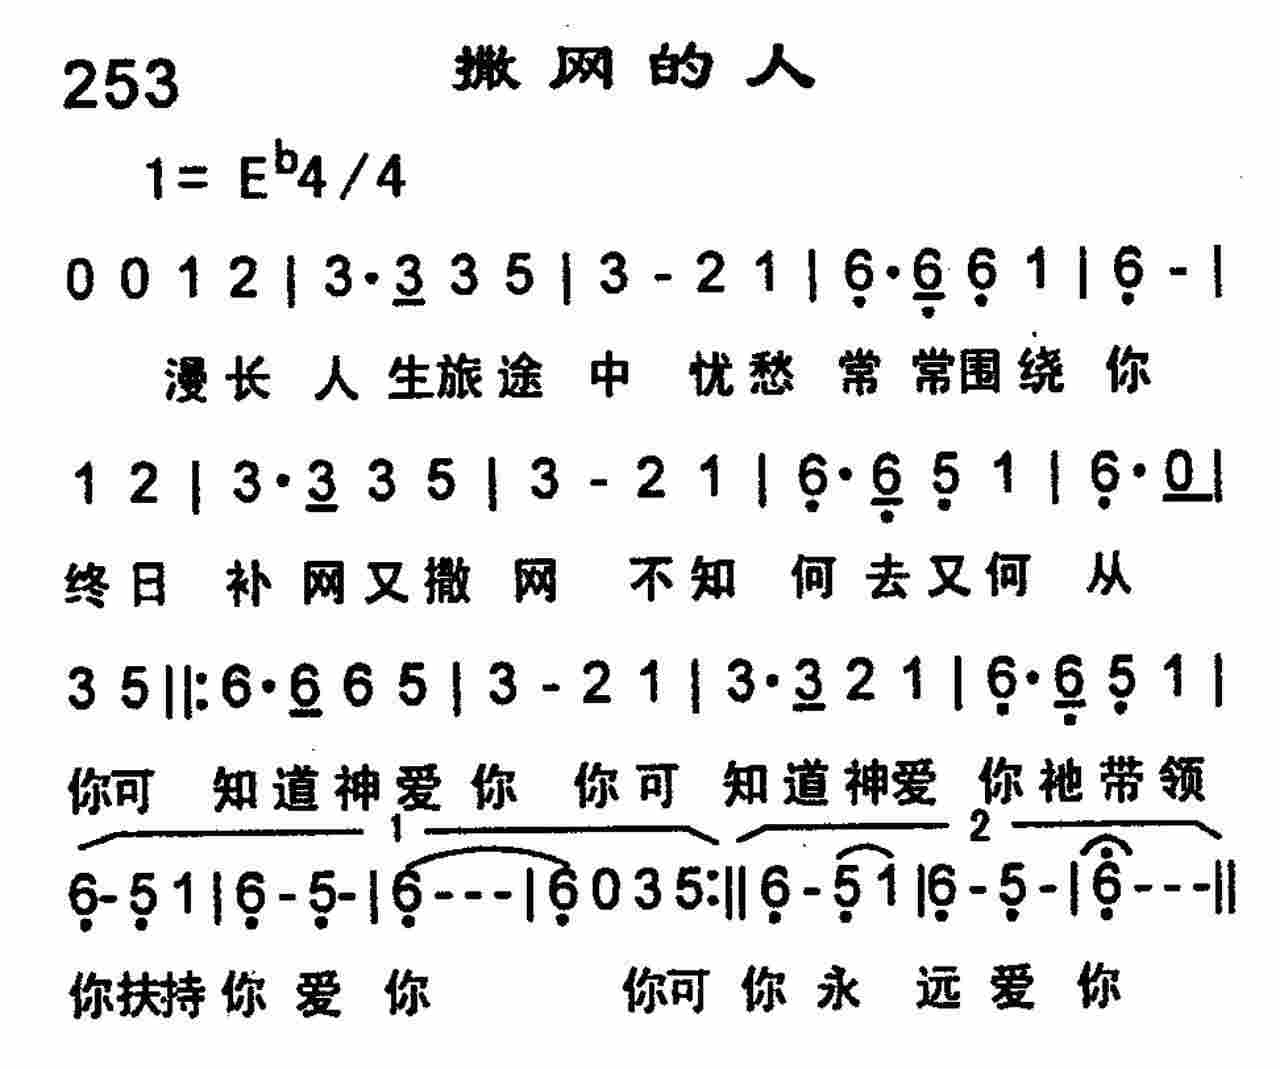 253 撒网的人
1= E♭4/4
0 0 1 2 | 3·3 3 5 | 3 - 2 1 | 6·6 6 1 | 6 - |
漫长人生旅途中忧愁常常围绕你
1 2 | 3·3 3 5 | 3 - 2 1 | 6·6 5 1 | 6·0 |
终日补网又撒网不知何去又何从
3 5 ||: 6·6 6 5 | 3 - 2 1 | 3·3 2 1 | 6·6 5 1 |
你可知道神爱你你可知道神爱你祂带领
1 2
6 - 5 1 | 6 - 5 - | 6 - - - | 6 0 3 5 :|| 6 - 5 1 | 6 - 5 - | 6 - - - ||
你扶持你爱你 你可你永远爱你